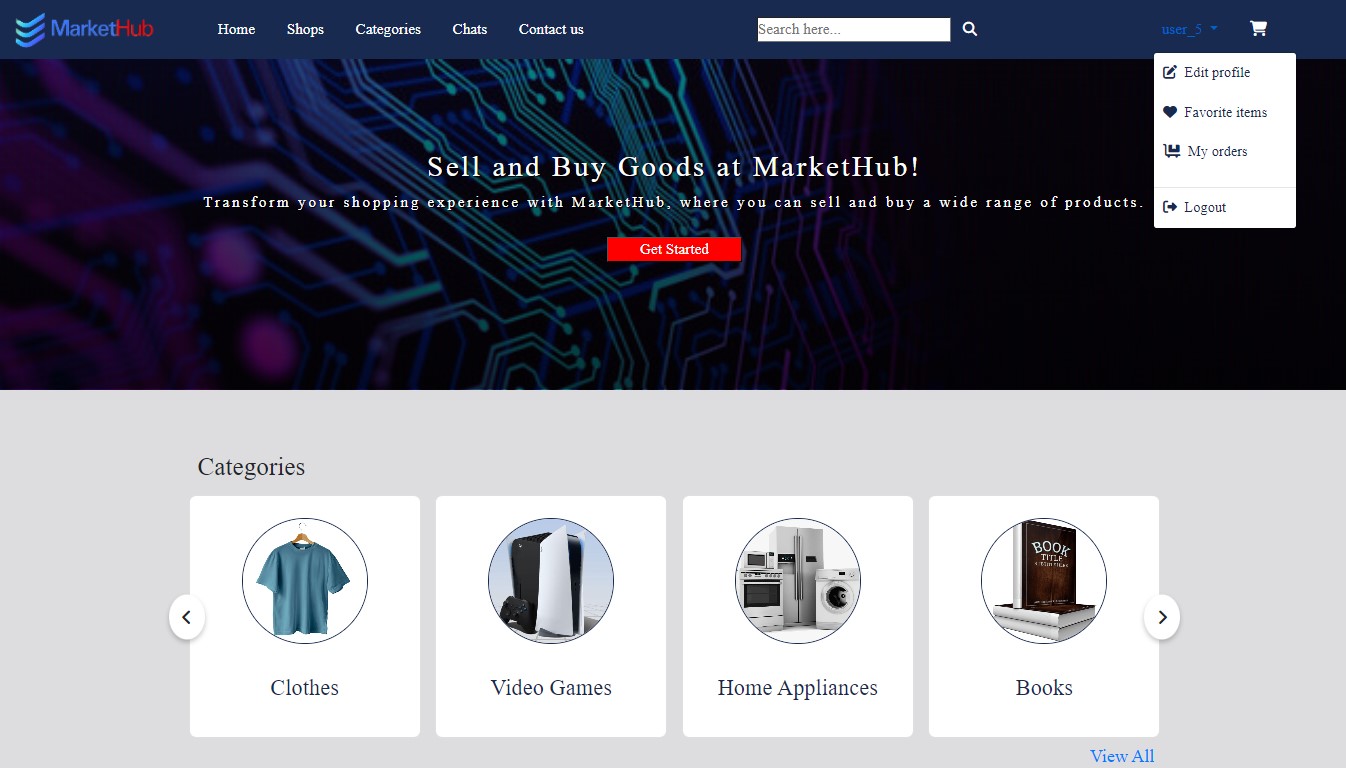 MarketHub Home Shops Categories Chats Contact us Search here... user_5
Edit profile
Favorite items
My orders
Logout
Sell and Buy Goods at MarketHub!
Transform your shopping experience with MarketHub, where you can sell and buy a wide range of products.
Get Started
Categories
BOOK
TITLE
Clothes Video Games Home Appliances Books
View All